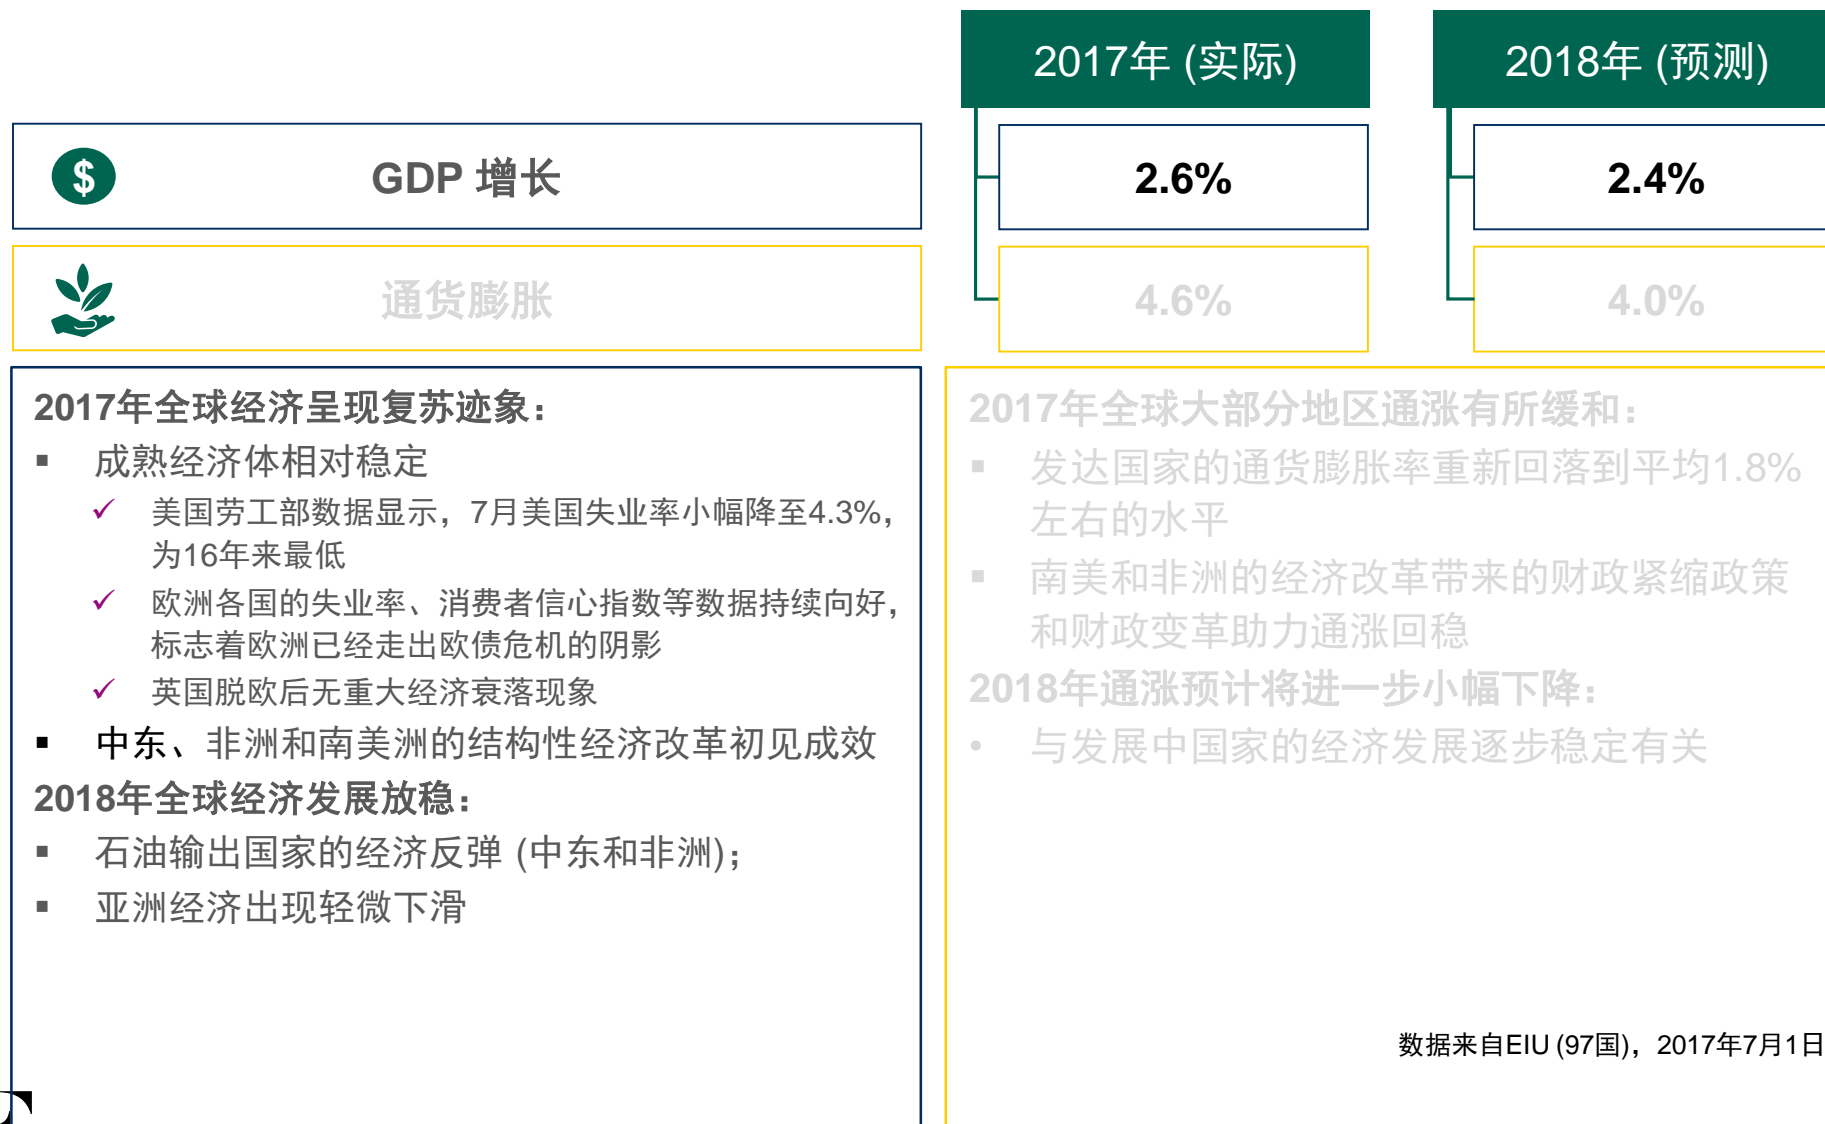 2017年 (实际)
2018年 (预测)
$
GDP 增长
2.6%
2.4%
通货膨胀
4.6%
4.0%
2017年全球经济呈现复苏迹象：
▪ 成熟经济体相对稳定
✓ 美国劳工部数据显示，7月美国失业率小幅降至4.3%，
为16年来最低
✓ 欧洲各国的失业率、消费者信心指数等数据持续向好，
标志着欧洲已经走出欧债危机的阴影
✓ 英国脱欧后无重大经济衰落现象
▪ 中东、非洲和南美洲的结构性经济改革初见成效
2018年全球经济发展放稳：
▪ 石油输出国家的经济反弹 (中东和非洲)；
▪ 亚洲经济出现轻微下滑
2017年全球大部分地区通涨有所缓和：
▪ 发达国家的通货膨胀率重新回落到平均1.8%
左右的水平
▪ 南美和非洲的经济改革带来的财政紧缩政策
和财政变革助力通涨回稳
2018年通涨预计将进一步小幅下降：
• 与发展中国家的经济发展逐步稳定有关
数据来自EIU (97国)，2017年7月1日